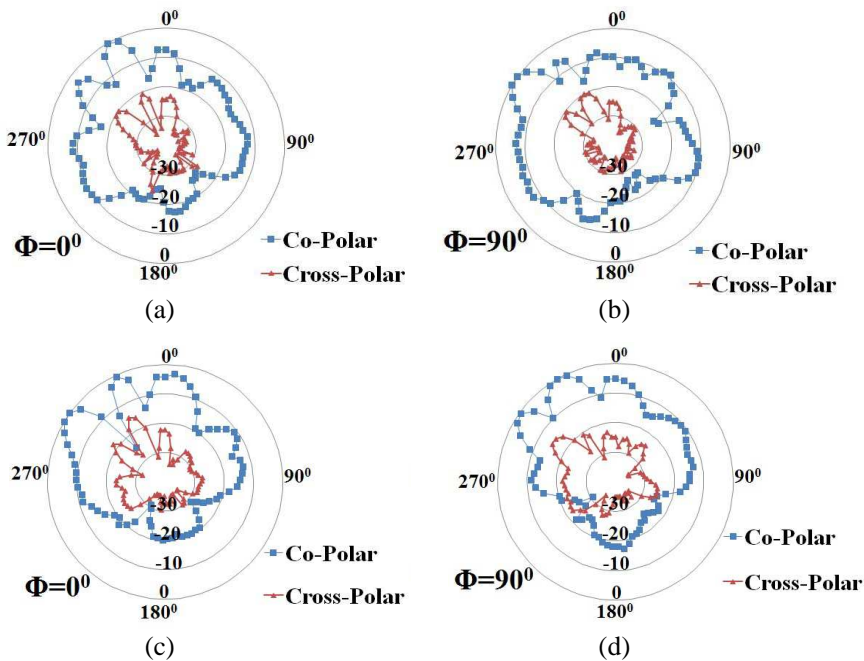 0⁰
270⁰
90⁰
-30
-20
-10
0
180⁰
Φ=0⁰
Co-Polar
Cross-Polar
(a)
0⁰
270⁰
90⁰
-30
-20
-10
0
180⁰
Φ=90⁰
Co-Polar
Cross-Polar
(b)
0⁰
270⁰
90⁰
-30
-20
-10
0
180⁰
Φ=0⁰
Co-Polar
Cross-Polar
(c)
0⁰
270⁰
90⁰
-30
-20
-10
0
180⁰
Φ=90⁰
Co-Polar
Cross-Polar
(d)